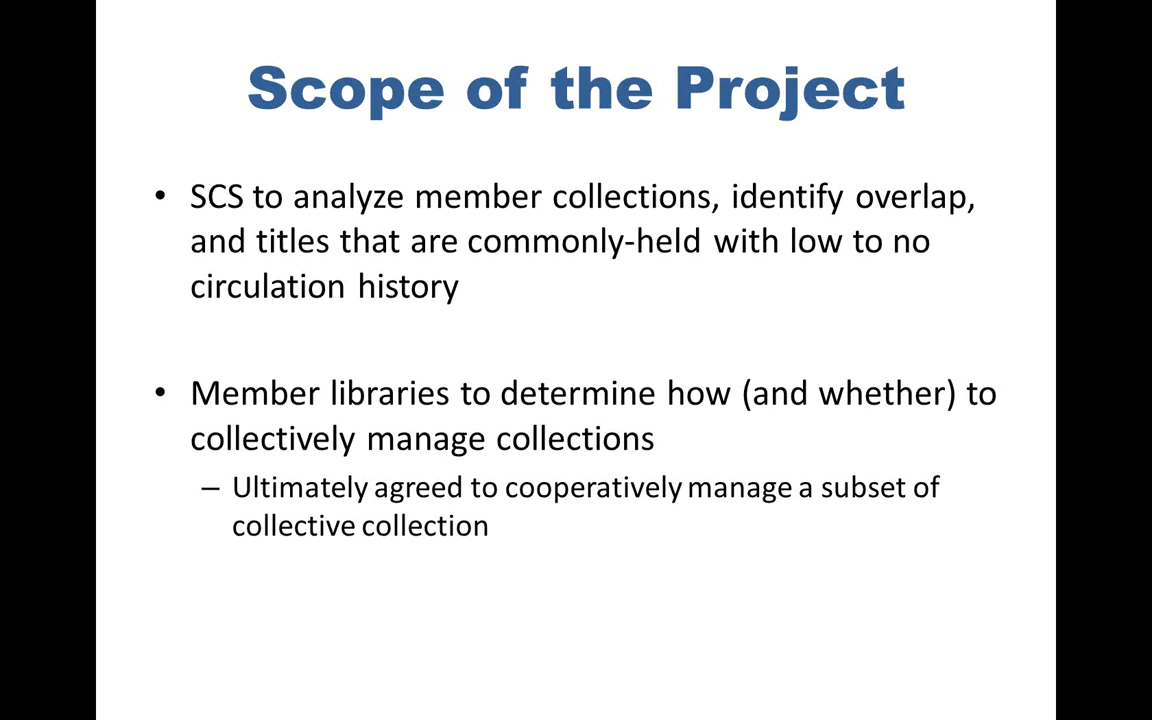 Scope of the Project
• SCS to analyze member collections, identify overlap,
and titles that are commonly-held with low to no
circulation history
• Member libraries to determine how (and whether) to
collectively manage collections
– Ultimately agreed to cooperatively manage a subset of
collective collection